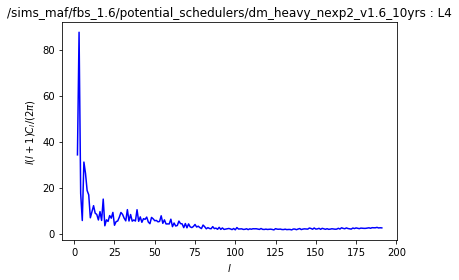 /sims_maf/fbs_1.6/potential_schedulers/dm_heavy_nexp2_v1.6_10yrs : L4
80
60
40
20
0
l(l + 1)C_l/(2π)
0 25 50 75 100 125 150 175 200
l